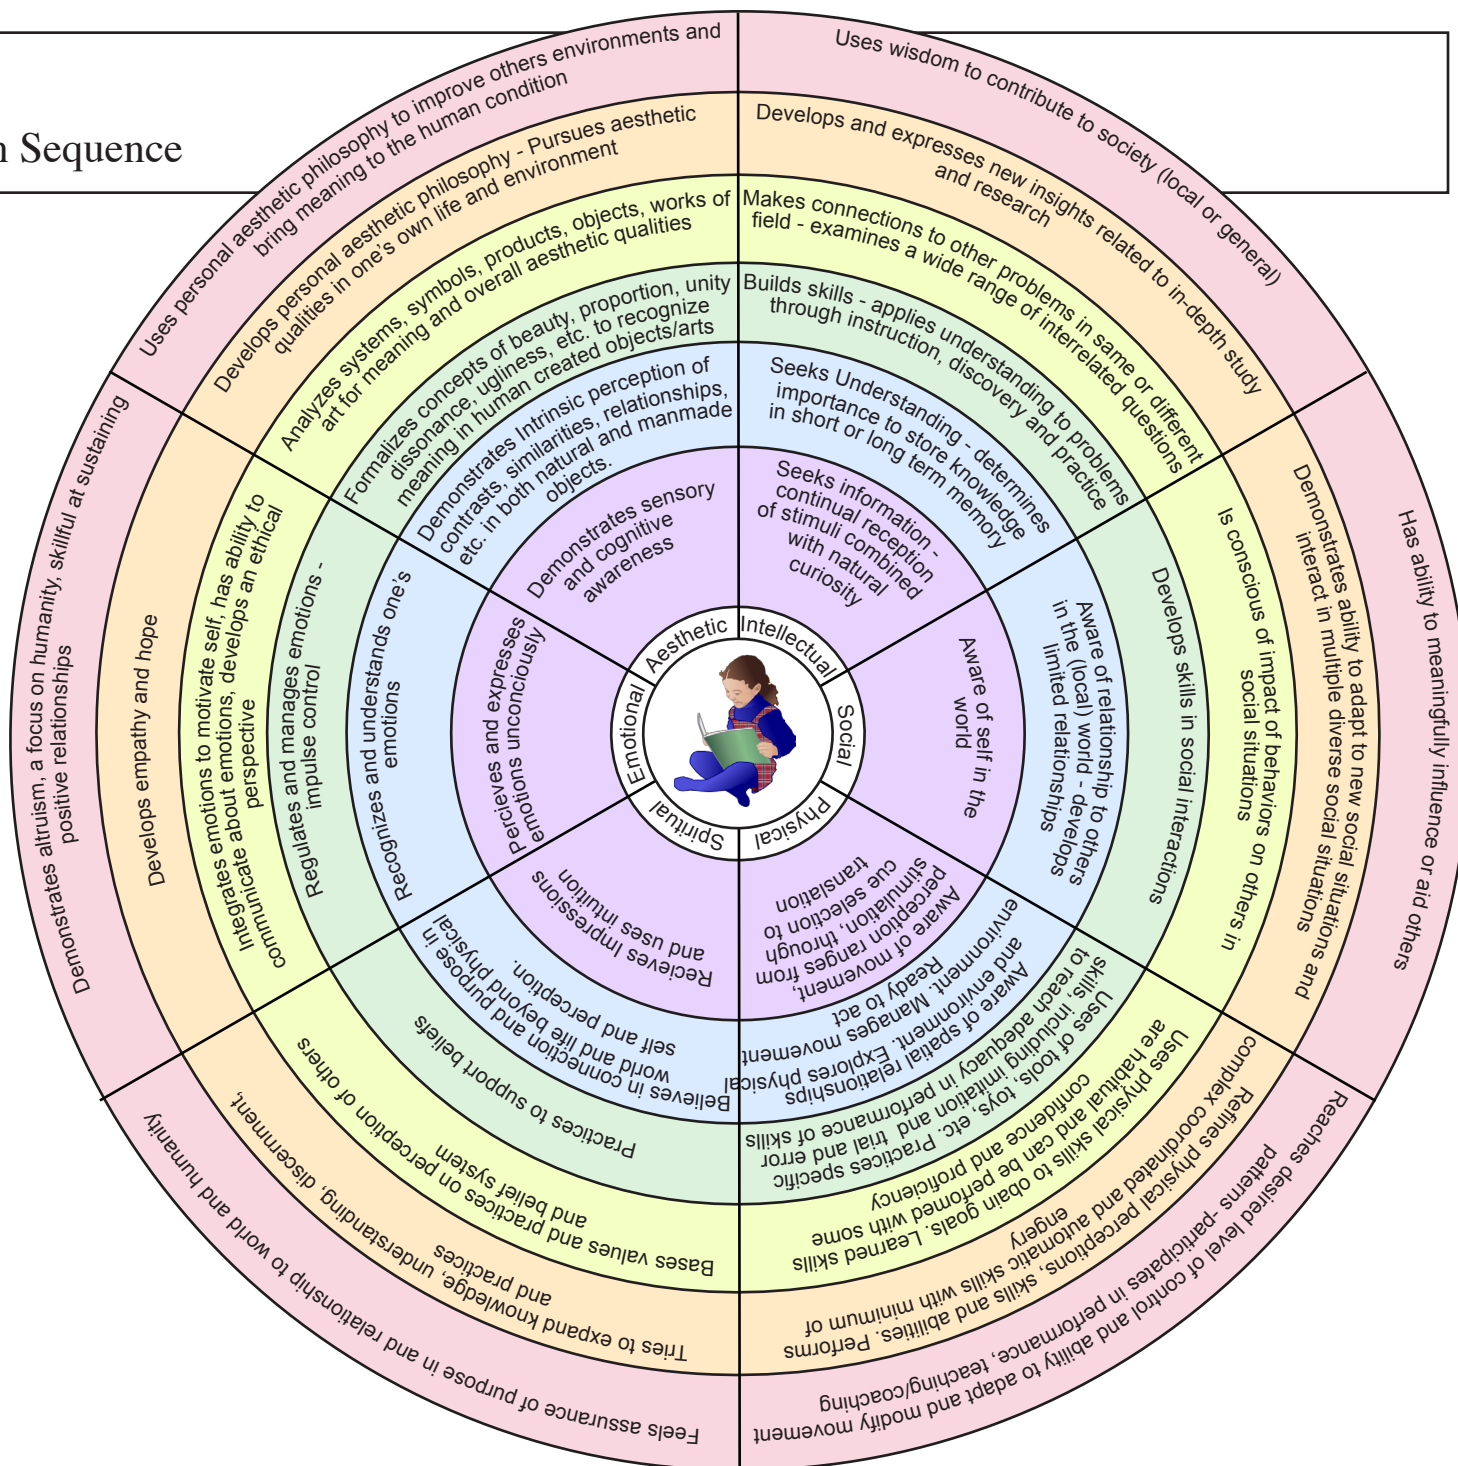 n Sequence
Uses personal aesthetic philosophy to improve others environments and
bring meaning to the human condition
Develops personal aesthetic philosophy - Pursues aesthetic
qualities in one's own life and environment
Analyzes systems, symbols, products, objects, works of
art for meaning and overall aesthetic qualities
Formalizes concepts of beauty, proportion, unity
dissonance, ugliness, etc. to recognize
meaning in human created objects/arts
Demonstrates Intrinsic perception of
contrasts, similarities, relationships,
etc. in both natural and manmade
objects.
Demonstrates sensory
and cognitive
awareness
Aesthetic
Uses wisdom to contribute to society (local or general)
Develops and expresses new insights related to in-depth study
and research
Makes connections to other problems in same or different
field - examines a wide range of interrelated questions
Builds skills - applies understanding to problems
through instruction, discovery and practice
Seeks Understanding - determines
importance to store knowledge
in short or long term memory
Seeks information -
continual reception
of stimuli combined
with natural
curiosity
Intellectual
Has ability to meaningfully influence or aid others
Demonstrates ability to adapt to new social situations and
interact in multiple diverse social situations
Is conscious of impact of behaviors on others in
social situations
Develops skills in social interactions
Aware of relationship to others
in the (local) world - develops
limited relationships
Aware of self in the
world
Social
Physical
Aware of movement,
perception ranges from
stimulation, through
cue selection to
translation
Aware of spatial relationships
and environment. Explores physical
environment. Manages movement
Ready to act
Uses of tools, toys, etc. Practices specific
skills, including imitation and trial and error
to reach adequacy in performance of skills
Uses physical skills to obain to goals. Learned skills
are habitual and can be performed with some
confidence and proficiency
Refines physical perceptions, skills and abilities. Performs
complex coordinated and automatic skills with minimum of
engery
Reaches desired level of control and ability to adapt and modify movement
patterns -participates in performance, teaching/coaching
Spiritual
Recieves Impressions
and uses intuition
Believes in connection and purpose in
world and life beyond physical
self and perception.
Practices to support beliefs
Bases values and practices on perception of others
and belief system
Tries to expand knowledge, understanding, discernment,
and practices
Feels assurance of purpose in and relationship to world and humanity
Emotional
Percieves and expresses
emotions unconciously
Recognizes and understands one's
emotions
Regulates and manages emotions -
impulse control
Integrates emotions to motivate self, has ability to
communicate about emotions, develops an ethical
perspective
Develops empathy and hope
Demonstrates altruism, a focus on humanity, skillful at sustaining
positive relationships